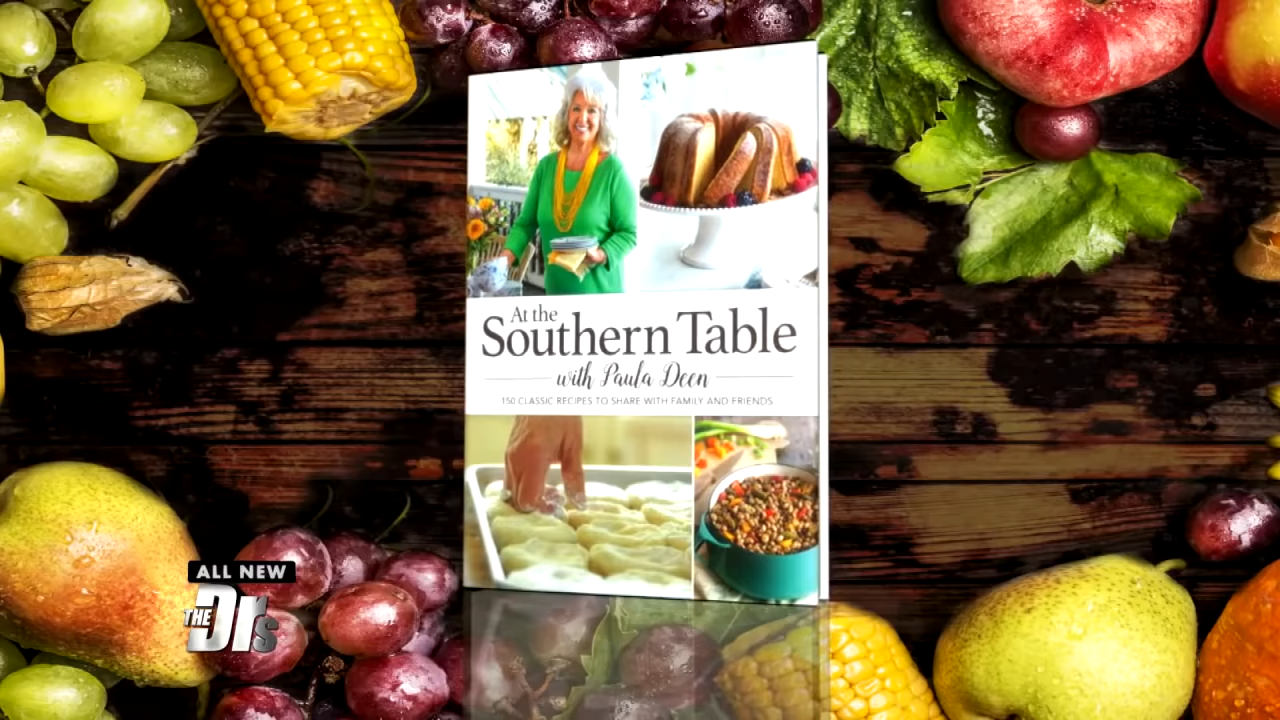 At the
Southern Table
with Paula Deen
150 CLASSIC RECIPES TO SHARE WITH FAMILY AND FRIENDS
ALL NEW
THE Drs